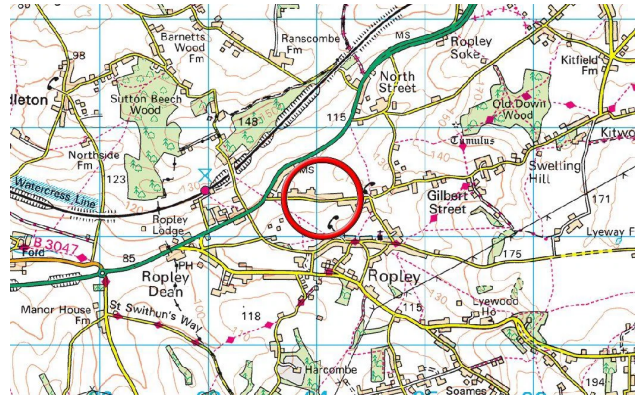 Barnetts
Wood
Fm
98
Ranscombe
Fm
MS
Ropley
Soke
Kitfield
Fm
North
Street
dleton
Sutton Beech
Wood
Old Down
Wood
148
115
Tumulus
140
Kitwo
Northside
Fm
123
MS
Swelling
Hill
Watercress Line
Gilbert
Street
171
Ropley
Lodge
B 3047
Lyeway F
Ford
85
PH
175
Ropley
Dean
Ropley
Manor House
Fm
St Swithun's Way
118
115
Lyewood
Ho
Harcombe
Soames
194